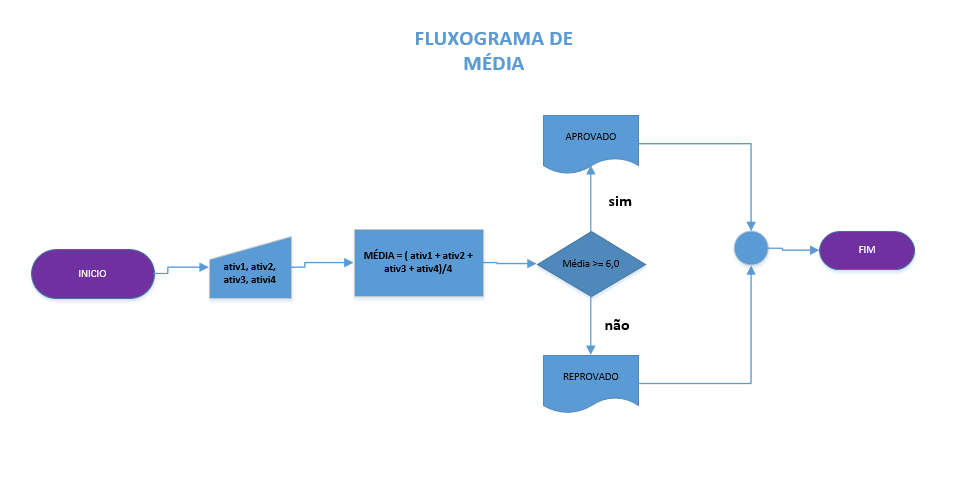 FLUXOGRAMA DE
MÉDIA
INICIO
ativ1, ativ2,
ativ3, ativi4
MÉDIA = ( ativ1 + ativ2 +
ativ3 + ativ4)/4
Média >= 6,0
sim
APROVADO
não
REPROVADO
FIM